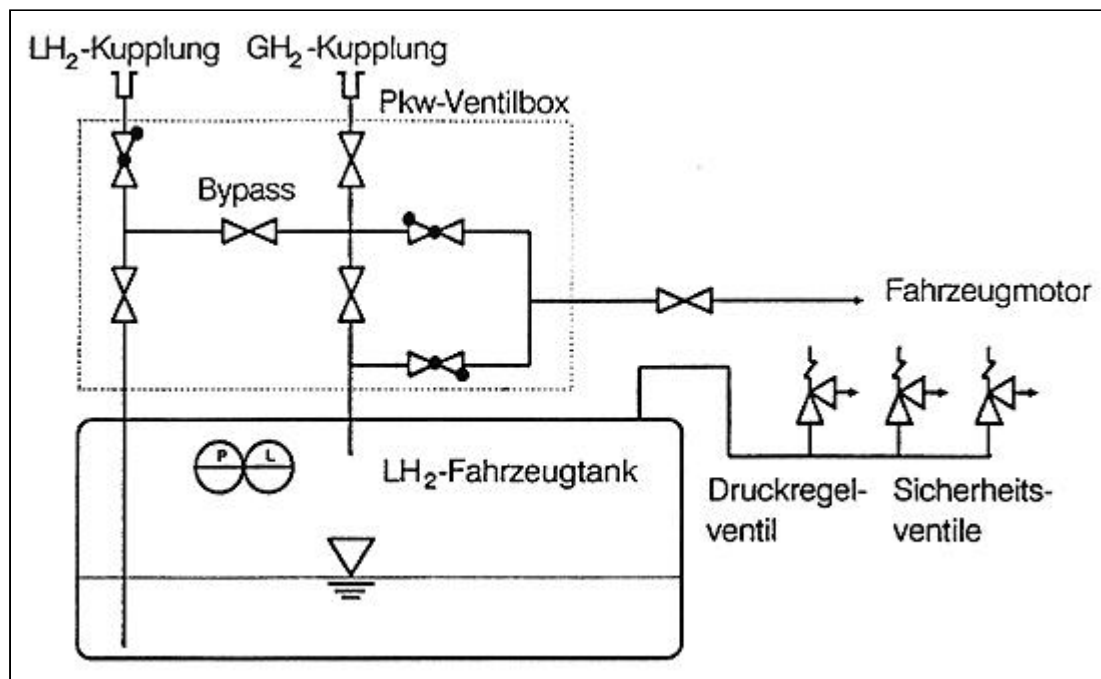 LH₂-Kupplung
GH₂-Kupplung
Pkw-Ventilbox
Bypass
Fahrzeugmotor
P
L
LH₂-Fahrzeugtank
Druckregel-
ventil
Sicherheits-
ventile